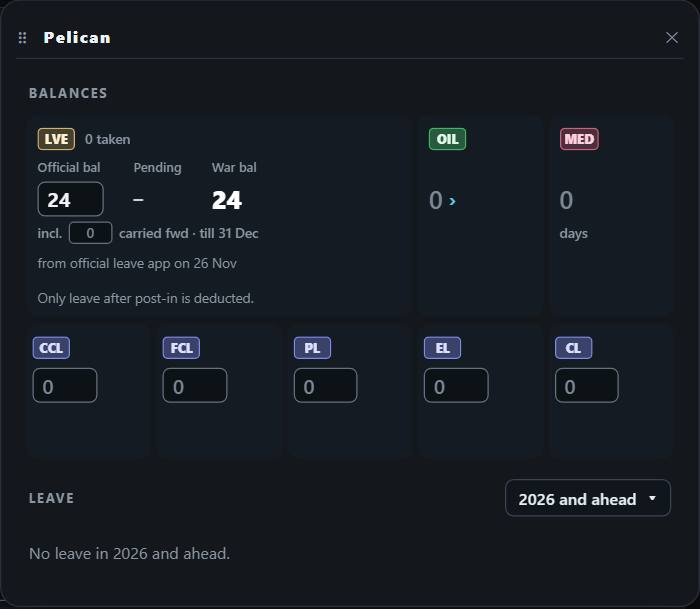 Pelican
BALANCES
LVE 0 taken
Official bal Pending War bal
24 – 24
incl. 0 carried fwd · till 31 Dec
from official leave app on 26 Nov
Only leave after post-in is deducted.
OIL
0 ›
MED
0
days
CCL
0
FCL
0
PL
0
EL
0
CL
0
LEAVE
2026 and ahead
No leave in 2026 and ahead.